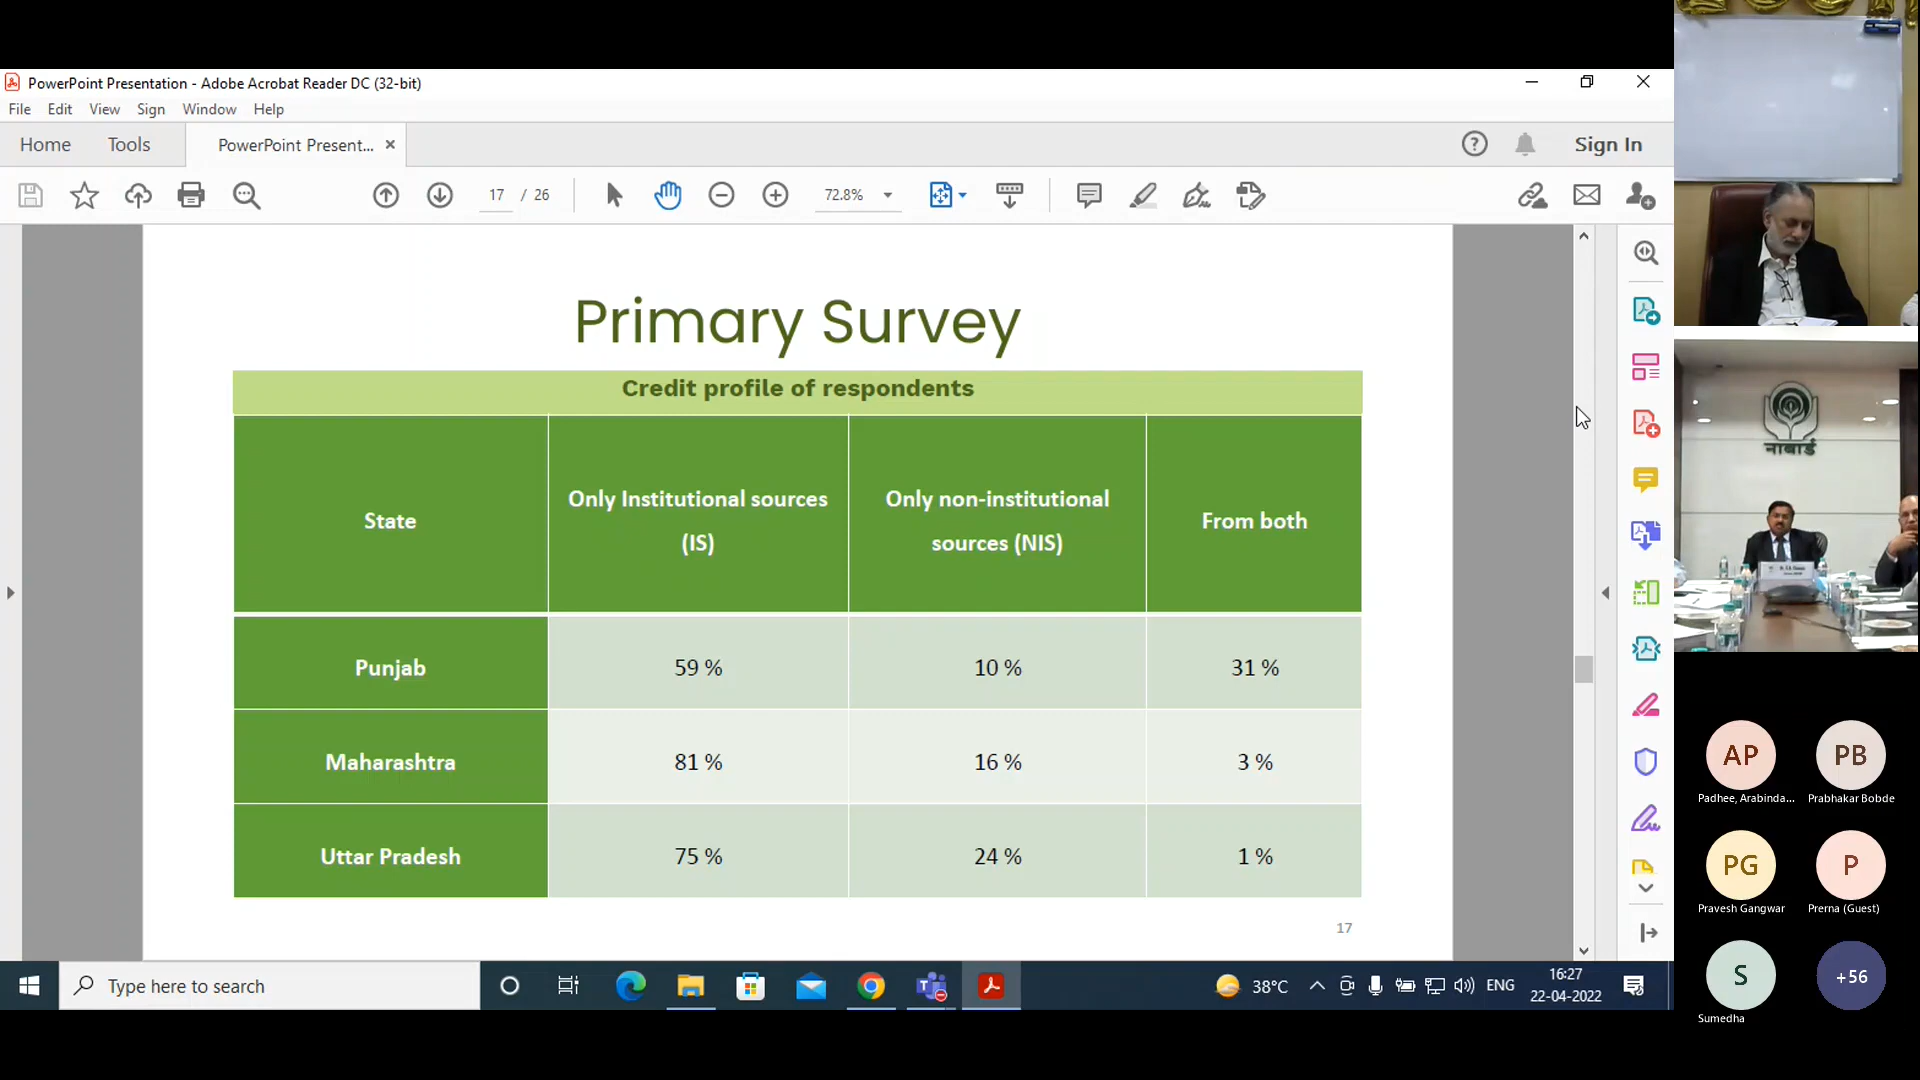 PowerPoint Presentation - Adobe Acrobat Reader DC (32-bit)
File Edit View Sign Window Help
Home Tools PowerPoint Present... Sign In
17 / 26 72.8%
Primary Survey
Credit profile of respondents
State Only Institutional sources (IS) Only non-institutional sources (NIS) From both
Punjab 59 % 10 % 31 %
Maharashtra 81 % 16 % 3 %
Uttar Pradesh 75 % 24 % 1 %
17
Type here to search
38°C ENG 16:27
22-04-2022
नाबार्ड
AP PB
Padhee, Arabinda... Prabhakar Bobde
PG P
Pravesh Gangwar Prerna (Guest)
S +56
Sumedha